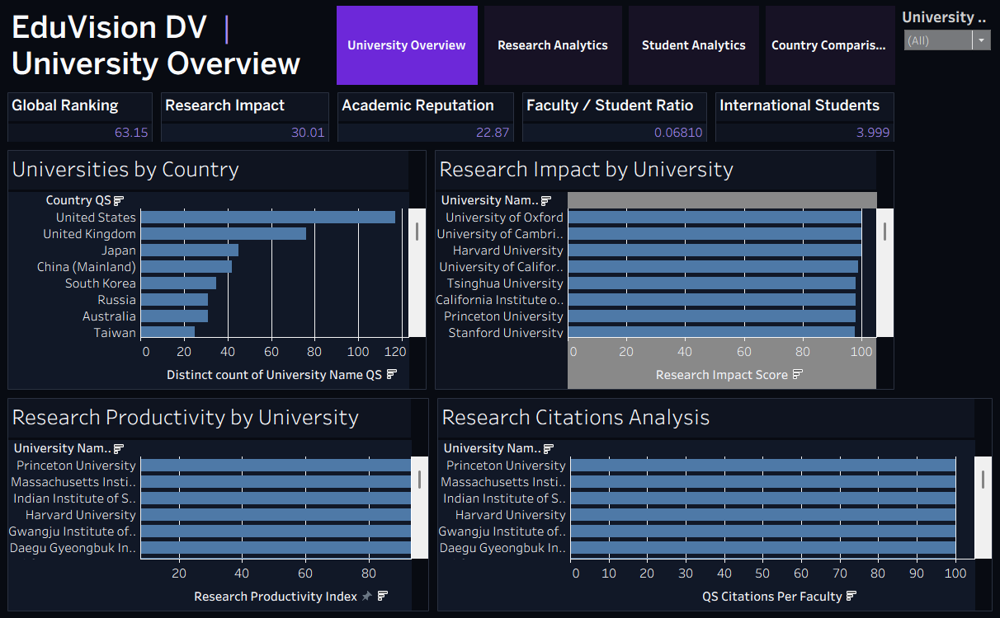 EduVision DV |
University Overview
University Overview
Research Analytics
Student Analytics
Country Comparis...
University ..
(All)
Global Ranking
63.15
Research Impact
30.01
Academic Reputation
22.87
Faculty / Student Ratio
0.06810
International Students
3.999
Universities by Country
Country QS
United States
United Kingdom
Japan
China (Mainland)
South Korea
Russia
Australia
Taiwan
0 20 40 60 80 100 120
Distinct count of University Name QS
Research Impact by University
University Nam..
University of Oxford
University of Cambri..
Harvard University
University of Califor..
Tsinghua University
California Institute o..
Princeton University
Stanford University
0 20 40 60 80 100
Research Impact Score
Research Productivity by University
University Nam..
Princeton University
Massachusetts Insti..
Indian Institute of S..
Harvard University
Gwangju Institute of..
Daegu Gyeongbuk In..
20 40 60 80
Research Productivity Index
Research Citations Analysis
University Nam..
Princeton University
Massachusetts Insti..
Indian Institute of S..
Harvard University
Gwangju Institute of..
Daegu Gyeongbuk In..
0 10 20 30 40 50 60 70 80 90 100
QS Citations Per Faculty